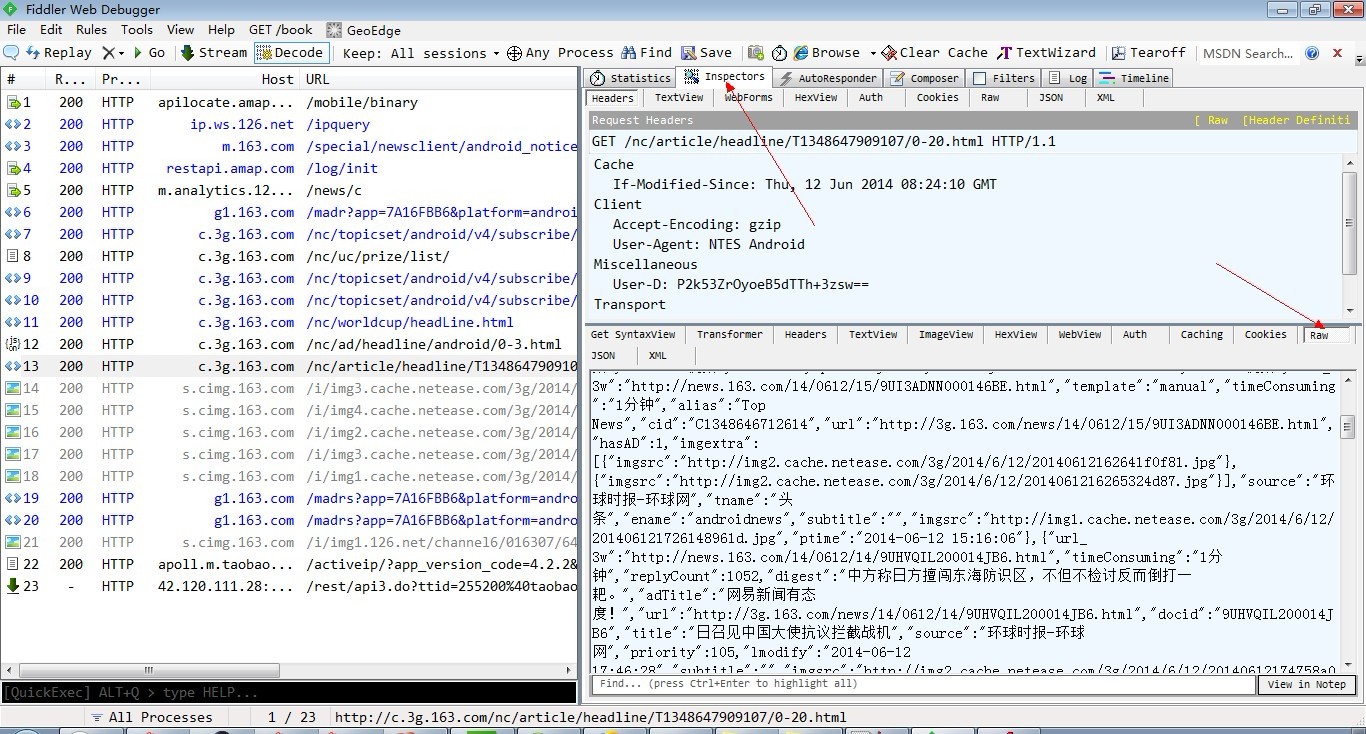 Fiddler Web Debugger
File Edit Rules Tools View Help GET /book GeoEdge
Replay Go Stream Decode Keep: All sessions Any Process Find Save Browse Clear Cache TextWizard Tearoff MSDN Search...
# R... Pr... Host URL
1 200 HTTP apilocate.amap... /mobile/binary
2 200 HTTP ip.ws.126.net /ipquery
3 200 HTTP m.163.com /special/newsclient/android_notice
4 200 HTTP restapi.amap.com /log/init
5 200 HTTP m.analytics.12... /news/c
6 200 HTTP g1.163.com /madr?app=7A16FBB6&platform=androi
7 200 HTTP c.3g.163.com /nc/topicset/android/v4/subscribe/
8 200 HTTP c.3g.163.com /nc/uc/prize/list/
9 200 HTTP c.3g.163.com /nc/topicset/android/v4/subscribe/
10 200 HTTP c.3g.163.com /nc/topicset/android/v4/subscribe/
11 200 HTTP c.3g.163.com /nc/worldcup/headLine.html
12 200 HTTP c.3g.163.com /nc/ad/headline/android/0-3.html
13 200 HTTP c.3g.163.com /nc/article/headline/T134864790910
14 200 HTTP s.cimg.163.com /i/img3.cache.netease.com/3g/2014/
15 200 HTTP s.cimg.163.com /i/img4.cache.netease.com/3g/2014/
16 200 HTTP s.cimg.163.com /i/img2.cache.netease.com/3g/2014/
17 200 HTTP s.cimg.163.com /i/img3.cache.netease.com/3g/2014/
18 200 HTTP s.cimg.163.com /i/img1.cache.netease.com/3g/2014/
19 200 HTTP g1.163.com /madrs?app=7A16FBB6&platform=andro
20 200 HTTP g1.163.com /madrs?app=7A16FBB6&platform=andro
21 200 HTTP s.cimg.163.com /i/img1.126.net/channel6/016307/64
22 200 HTTP apoll.m.taobao... /activeip/?app_version_code=4.2.2&
23 - HTTP 42.120.111.28:... /rest/api3.do?ttid=255200%40taobao
[QuickExec] ALT+Q > type HELP...
Statistics Inspectors AutoResponder Composer Filters Log Timeline
Headers TextView WebForms HexView Auth Cookies Raw JSON XML
Request Headers [ Raw [Header Definiti
GET /nc/article/headline/T1348647909107/0-20.html HTTP/1.1
Cache
If-Modified-Since: Thu, 12 Jun 2014 08:24:10 GMT
Client
Accept-Encoding: gzip
User-Agent: NTES Android
Miscellaneous
User-D: P2k53ZrOyoeB5dTTh+3zsw==
Transport
Get SyntaxView Transformer Headers TextView ImageView HexView WebView Auth Caching Cookies Raw
JSON XML
3w":"http://news.163.com/14/0612/15/9UI3ADNN000146BE.html","template":"manual","timeConsuming
":"1分钟","alias":"Top
News","cid":"C1348646712614","url":"http://3g.163.com/news/14/0612/15/9UI3ADNN000146BE.html",
"hasAD":1,"imgextra":
[{"imgsrc":"http://img2.cache.netease.com/3g/2014/6/12/20140612162641f0f81.jpg"},
{"imgsrc":"http://img2.cache.netease.com/3g/2014/6/12/2014061216265324d87.jpg"}],"source":"环
球时报-环球网","tname":"头
条","ename":"androidnews","subtitle":"","imgsrc":"http://img1.cache.netease.com/3g/2014/6/12/
201406121726148961d.jpg","ptime":"2014-06-12 15:16:06"},{"url_
3w":"http://news.163.com/14/0612/14/9UHVQIL200014JB6.html","timeConsuming":"1分
钟","replyCount":1052,"digest":"中方称日方擅闯东海防识区，不但不检讨反而倒打一
耙。","adTitle":"网易新闻有态
度！","url":"http://3g.163.com/news/14/0612/14/9UHVQIL200014JB6.html","docid":"9UHVQIL200014J
B6","title":"日召见中国大使抗议拦截战机","source":"环球时报-环球
网","priority":105,"lmodify":"2014-06-12
17:46:28","subtitle":"","imgsrc":"http://img2.cache.netease.com/3g/2014/6/12/20140612174758a0
Find... (press Ctrl+Enter to highlight all) View in Notep
All Processes 1 / 23 http://c.3g.163.com/nc/article/headline/T1348647909107/0-20.html